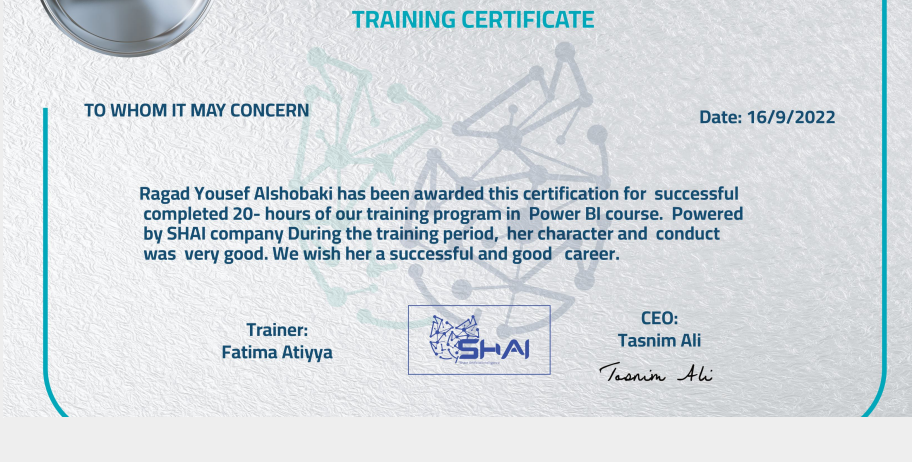 TRAINING CERTIFICATE
TO WHOM IT MAY CONCERN
Date: 16/9/2022
Ragad Yousef Alshobaki has been awarded this certification for successful
completed 20- hours of our training program in Power BI course. Powered
by SHAI company During the training period, her character and conduct
was very good. We wish her a successful and good career.
Trainer:
Fatima Atiyya
SHAI
CEO:
Tasnim Ali
Tasnim Ali